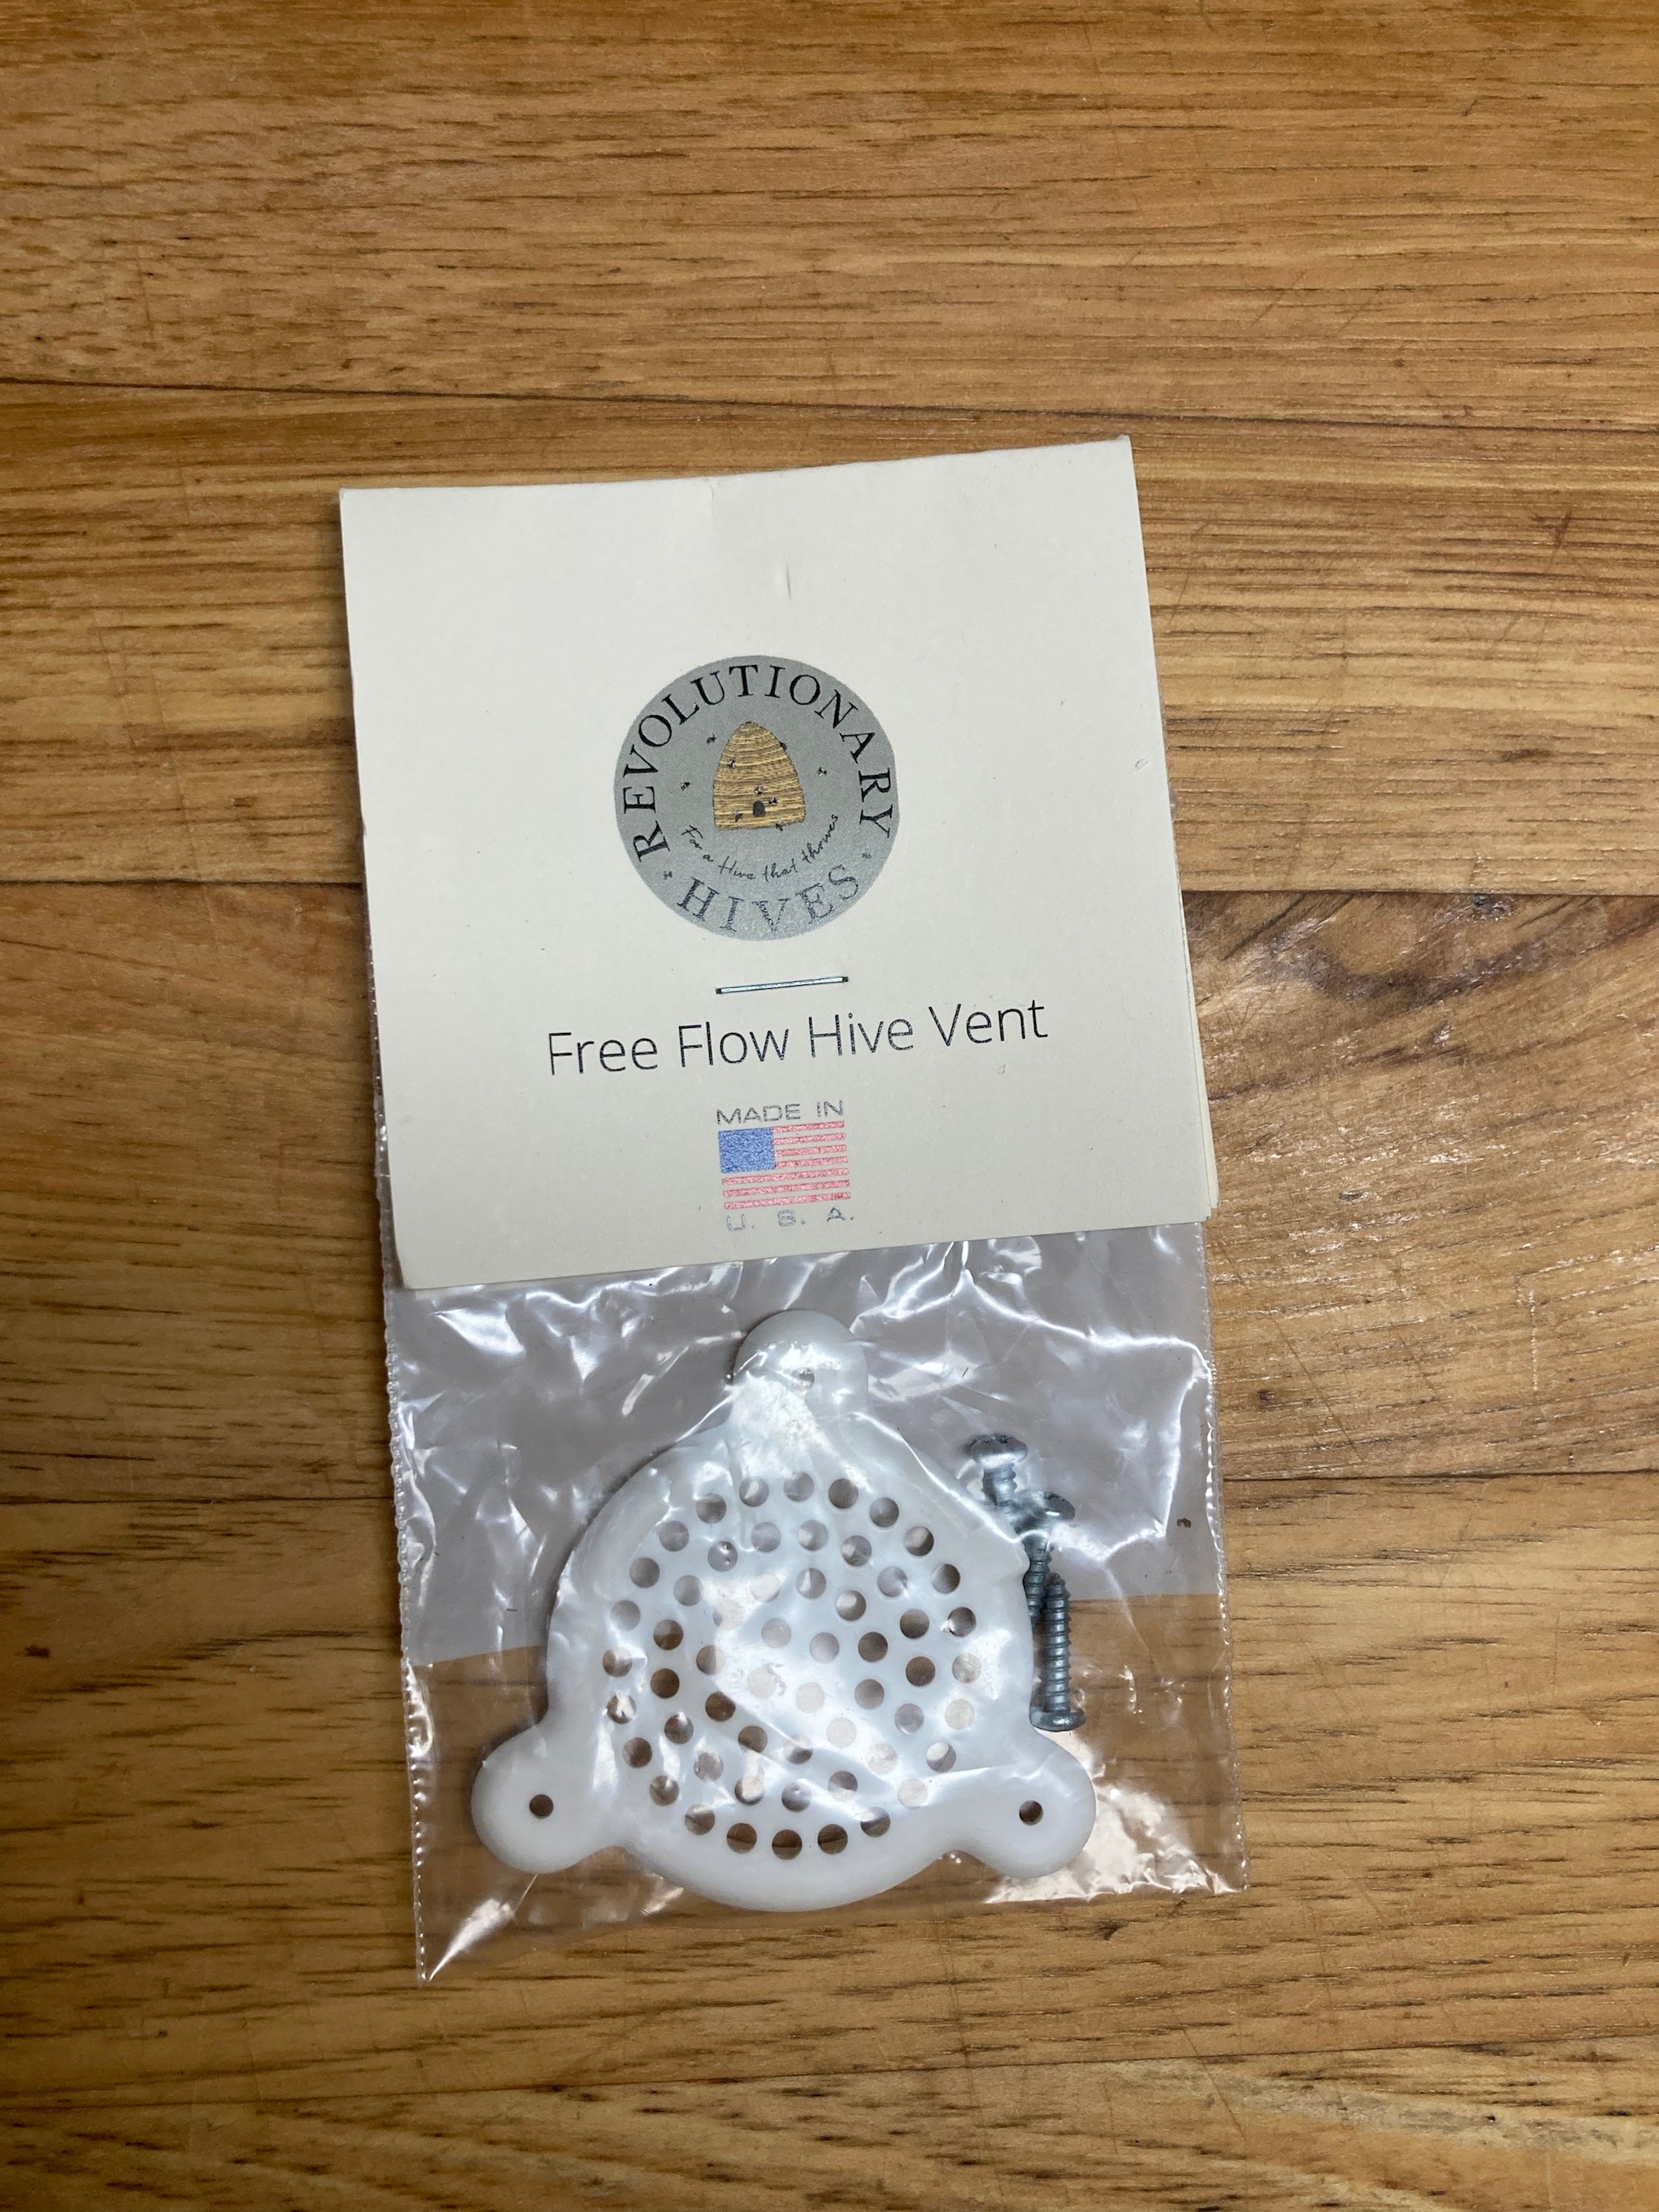 REVOLUTIONARY
For a Hive that thrives
HIVES
Free Flow Hive Vent
MADE IN
U. S. A.